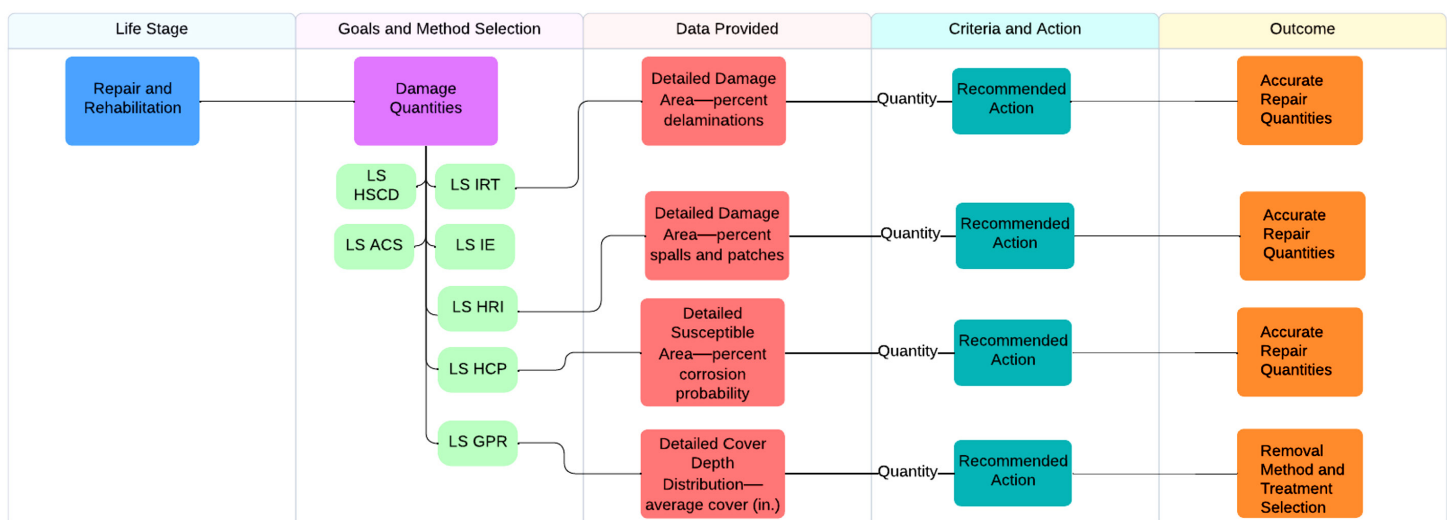 Life Stage
Goals and Method Selection
Data Provided
Criteria and Action
Outcome
Repair and
Rehabilitation
Damage
Quantities
LS
HSCD
LS IRT
LS ACS
LS IE
LS HRI
LS HCP
LS GPR
Detailed Damage
Area—percent
delaminations
Quantity
Recommended
Action
Accurate
Repair
Quantities
Detailed Damage
Area—percent
spalls and patches
Quantity
Recommended
Action
Accurate
Repair
Quantities
Detailed
Susceptible
Area—percent
corrosion
probability
Quantity
Recommended
Action
Accurate
Repair
Quantities
Detailed Cover
Depth
Distribution—
average cover (in.)
Quantity
Recommended
Action
Removal
Method and
Treatment
Selection